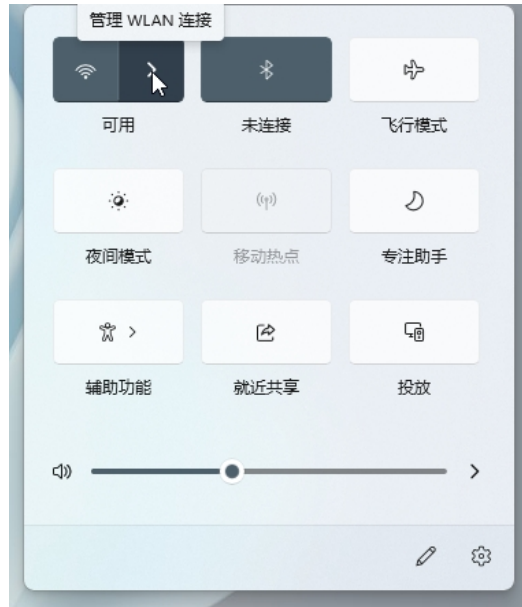 管理 WLAN 连接
可用
未连接
飞行模式
夜间模式
移动热点
专注助手
辅助功能
就近共享
投放